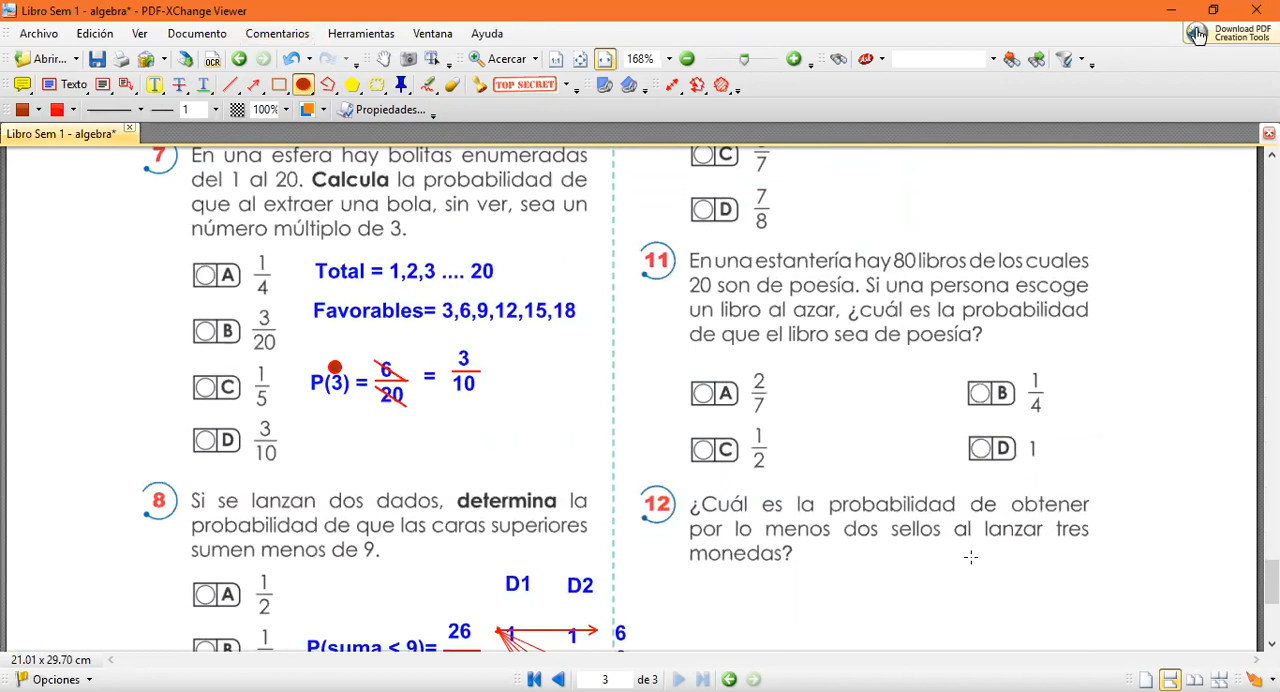 Libro Sem 1 - algebra* - PDF-XChange Viewer
Archivo Edición Ver Documento Comentarios Herramientas Ventana Ayuda
Download PDF
Creation Tools
Abrir... OCR Acercar 168%
Texto TOP SECRET
1 100% Propiedades...
Libro Sem 1 - algebra*
7 En una esfera hay bolitas enumeradas
del 1 al 20. Calcula la probabilidad de
que al extraer una bola, sin ver, sea un
número múltiplo de 3.
A 1/4
B 3/20
C 1/5
D 3/10
Total = 1,2,3 .... 20
Favorables= 3,6,9,12,15,18
P(3) = 6/20 = 3/10
8 Si se lanzan dos dados, determina la
probabilidad de que las caras superiores
sumen menos de 9.
A 1/2
B 1
D1 D2
P(suma < 9)= 26
1 1 6
C 7
D 7/8
11 En una estantería hay 80 libros de los cuales
20 son de poesía. Si una persona escoge
un libro al azar, ¿cuál es la probabilidad
de que el libro sea de poesía?
A 2/7 B 1/4
C 1/2 D 1
12 ¿Cuál es la probabilidad de obtener
por lo menos dos sellos al lanzar tres
monedas?
21.01 x 29.70 cm
Opciones 3 de 3